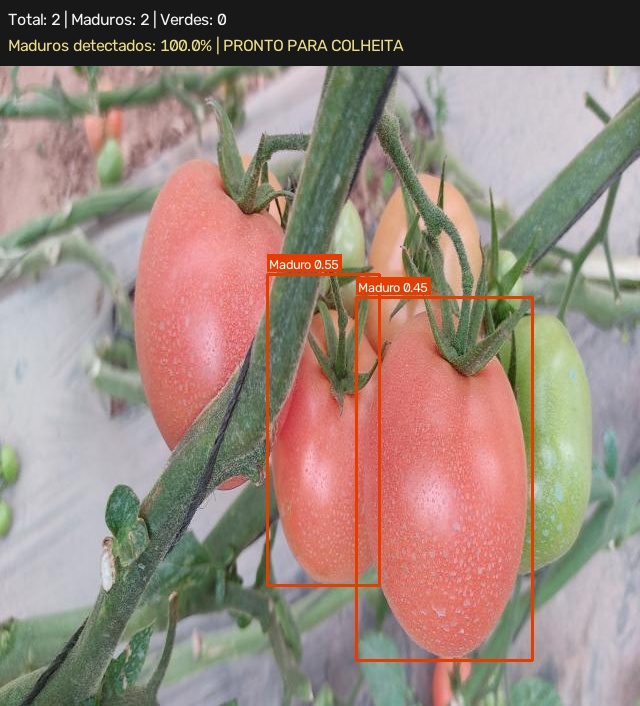 Total: 2 | Maduros: 2 | Verdes: 0
Maduros detectados: 100.0% | PRONTO PARA COLHEITA
Maduro 0.55
Maduro 0.45